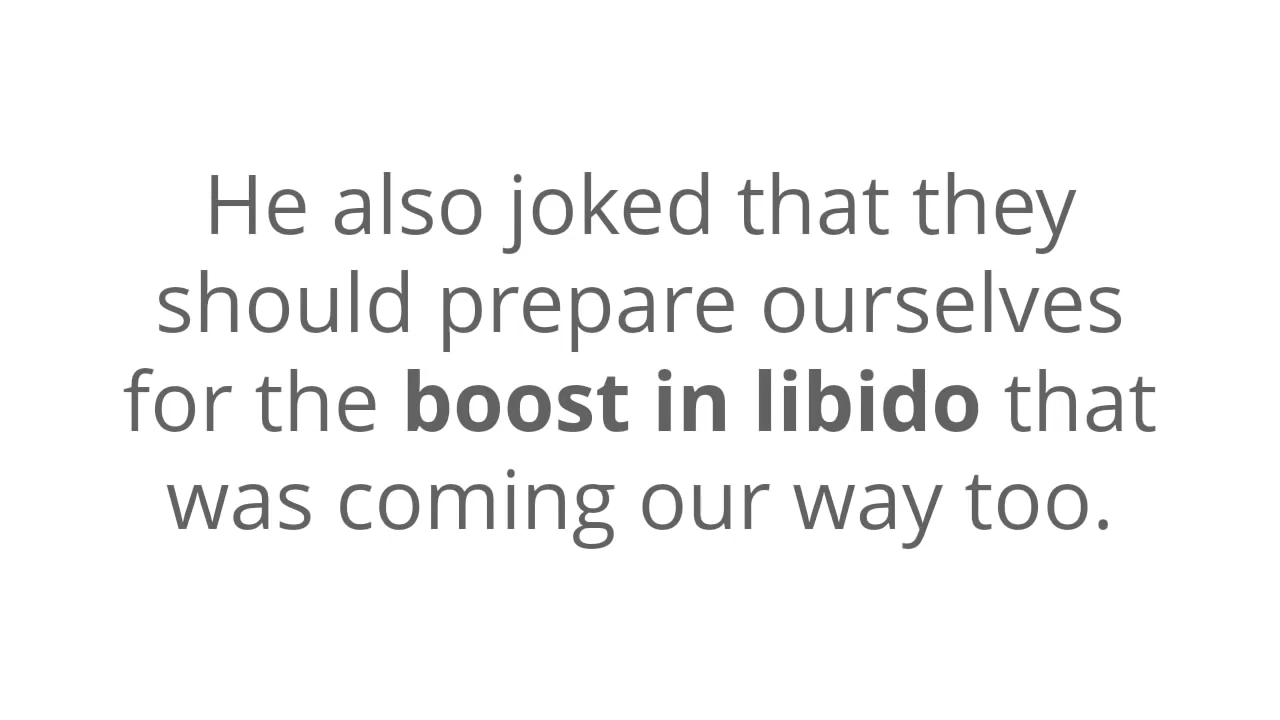 He also joked that they
should prepare ourselves
for the boost in libido that
was coming our way too.